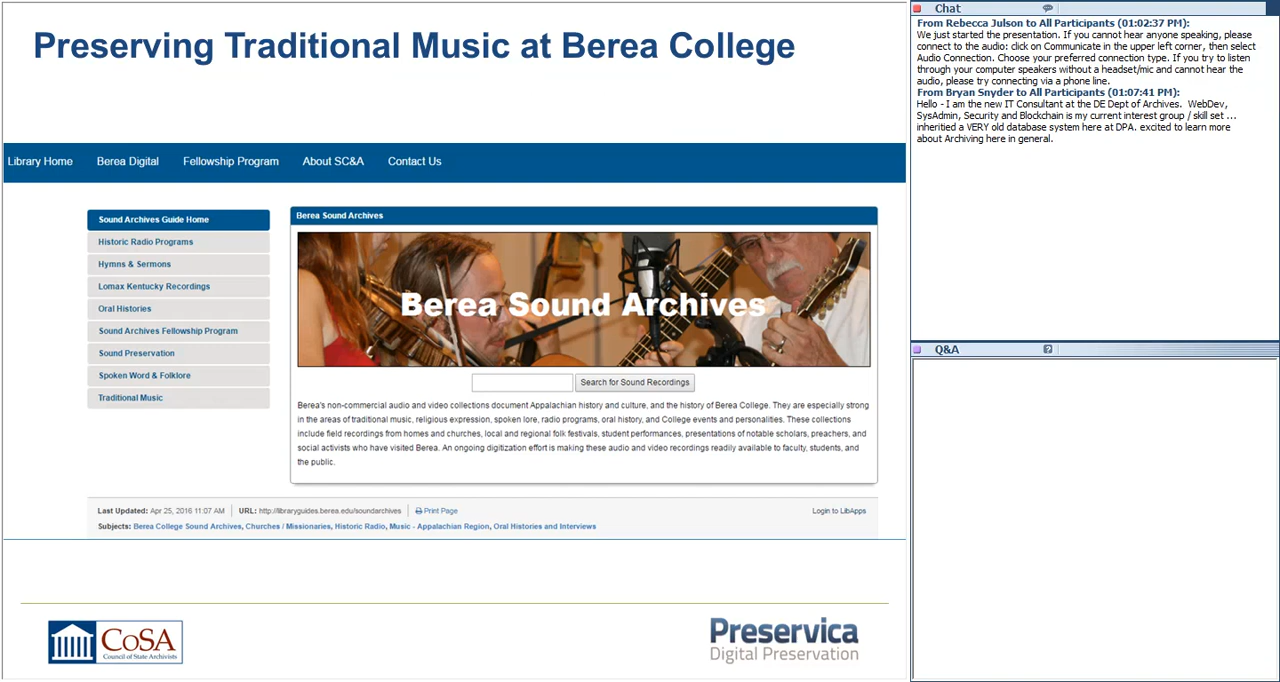 Preserving Traditional Music at Berea College
Library Home Berea Digital Fellowship Program About SC&A Contact Us
Sound Archives Guide Home
Historic Radio Programs
Hymns & Sermons
Lomax Kentucky Recordings
Oral Histories
Sound Archives Fellowship Program
Sound Preservation
Spoken Word & Folklore
Traditional Music
Berea Sound Archives
Berea Sound Archives
Search for Sound Recordings
Berea's non-commercial audio and video collections document Appalachian history and culture, and the history of Berea College. They are especially strong
in the areas of traditional music, religious expression, spoken lore, radio programs, oral history, and College events and personalities. These collections
include field recordings from homes and churches, local and regional folk festivals, student performances, presentations of notable scholars, preachers, and
social activists who have visited Berea. An ongoing digitization effort is making these audio and video recordings readily available to faculty, students, and
the public.
Last Updated: Apr 25, 2016 11:07 AM URL: http://libraryguides.berea.edu/soundarchives Print Page Login to LibApps
Subjects: Berea College Sound Archives, Churches / Missionaries, Historic Radio, Music - Appalachian Region, Oral Histories and Interviews
CoSA
Council of State Archivists
Preservica
Digital Preservation
Chat
From Rebecca Julson to All Participants (01:02:37 PM):
We just started the presentation. If you cannot hear anyone speaking, please
connect to the audio: click on Communicate in the upper left corner, then select
Audio Connection. Choose your preferred connection type. If you try to listen
through your computer speakers without a headset/mic and cannot hear the
audio, please try connecting via a phone line.
From Bryan Snyder to All Participants (01:07:41 PM):
Hello - I am the new IT Consultant at the DE Dept of Archives. WebDev,
SysAdmin, Security and Blockchain is my current interest group / skill set ...
inheritied a VERY old database system here at DPA. excited to learn more
about Archiving here in general.
Q&A